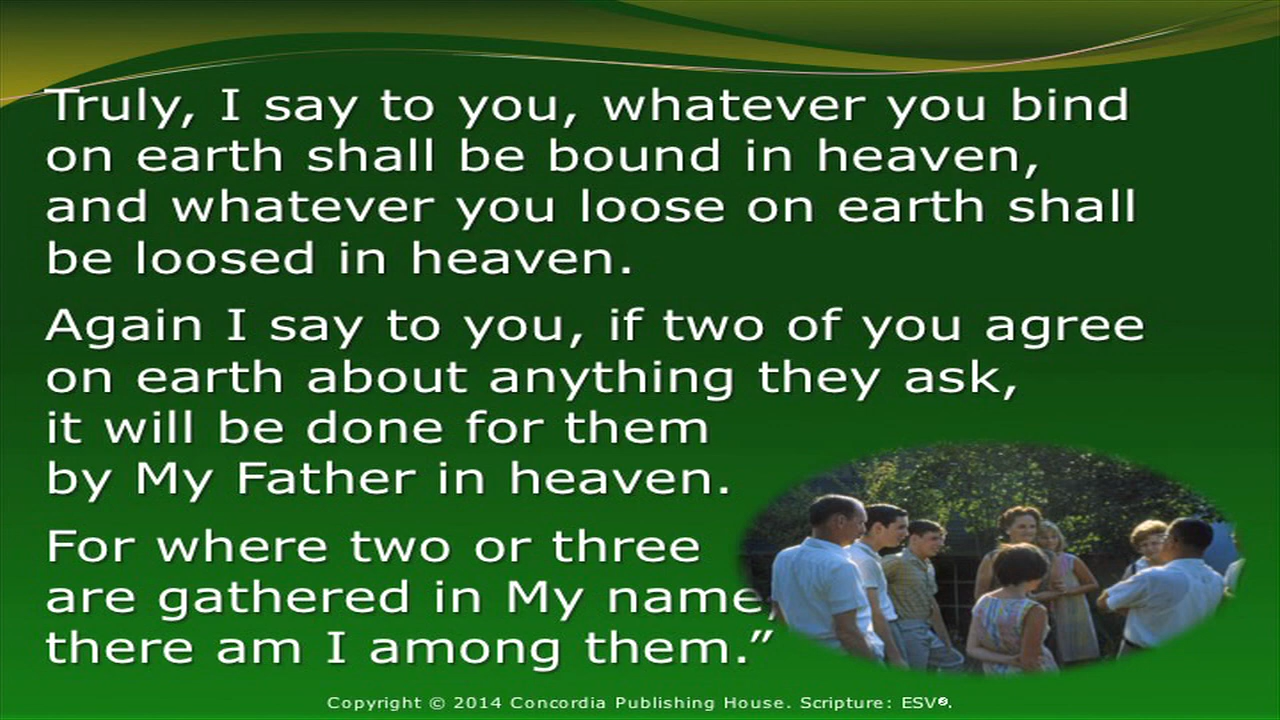 Truly, I say to you, whatever you bind
on earth shall be bound in heaven,
and whatever you loose on earth shall
be loosed in heaven.
Again I say to you, if two of you agree
on earth about anything they ask,
it will be done for them
by My Father in heaven.
For where two or three
are gathered in My name,
there am I among them.”
Copyright © 2014 Concordia Publishing House. Scripture: ESV®.